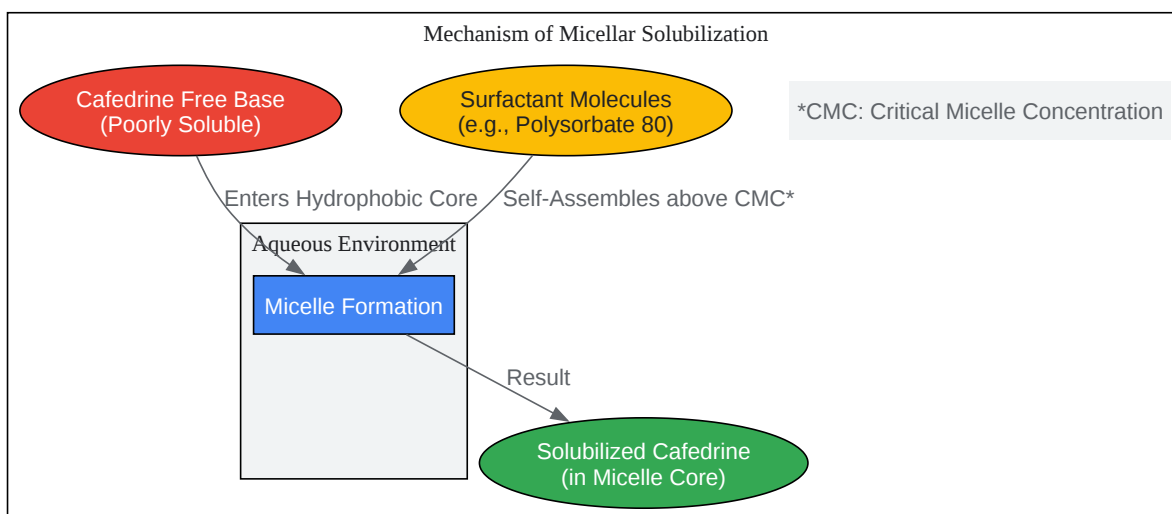 Mechanism of Micellar Solubilization
Cafedrine Free Base
(Poorly Soluble)
Surfactant Molecules
(e.g., Polysorbate 80)
*CMC: Critical Micelle Concentration
Enters Hydrophobic Core
Self-Assembles above CMC*
Aqueous Environment
Micelle Formation
Result
Solubilized Cafedrine
(in Micelle Core)